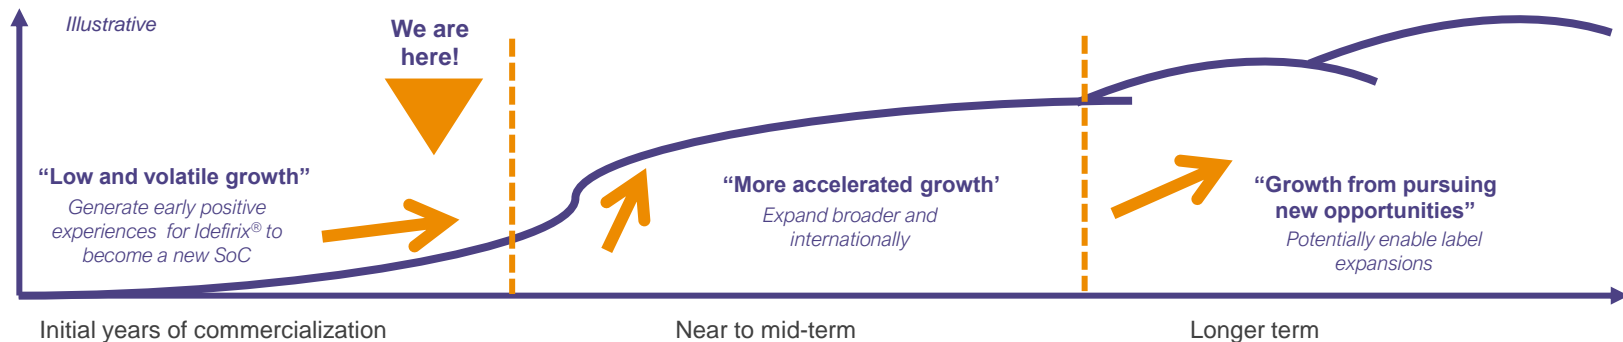 Illustrative
We are
here!
“Low and volatile growth”
Generate early positive
experiences for Idefirix® to
become a new SoC
“More accelerated growth’
Expand broader and
internationally
“Growth from pursuing
new opportunities”
Potentially enable label
expansions
Initial years of commercialization
Near to mid-term
Longer term